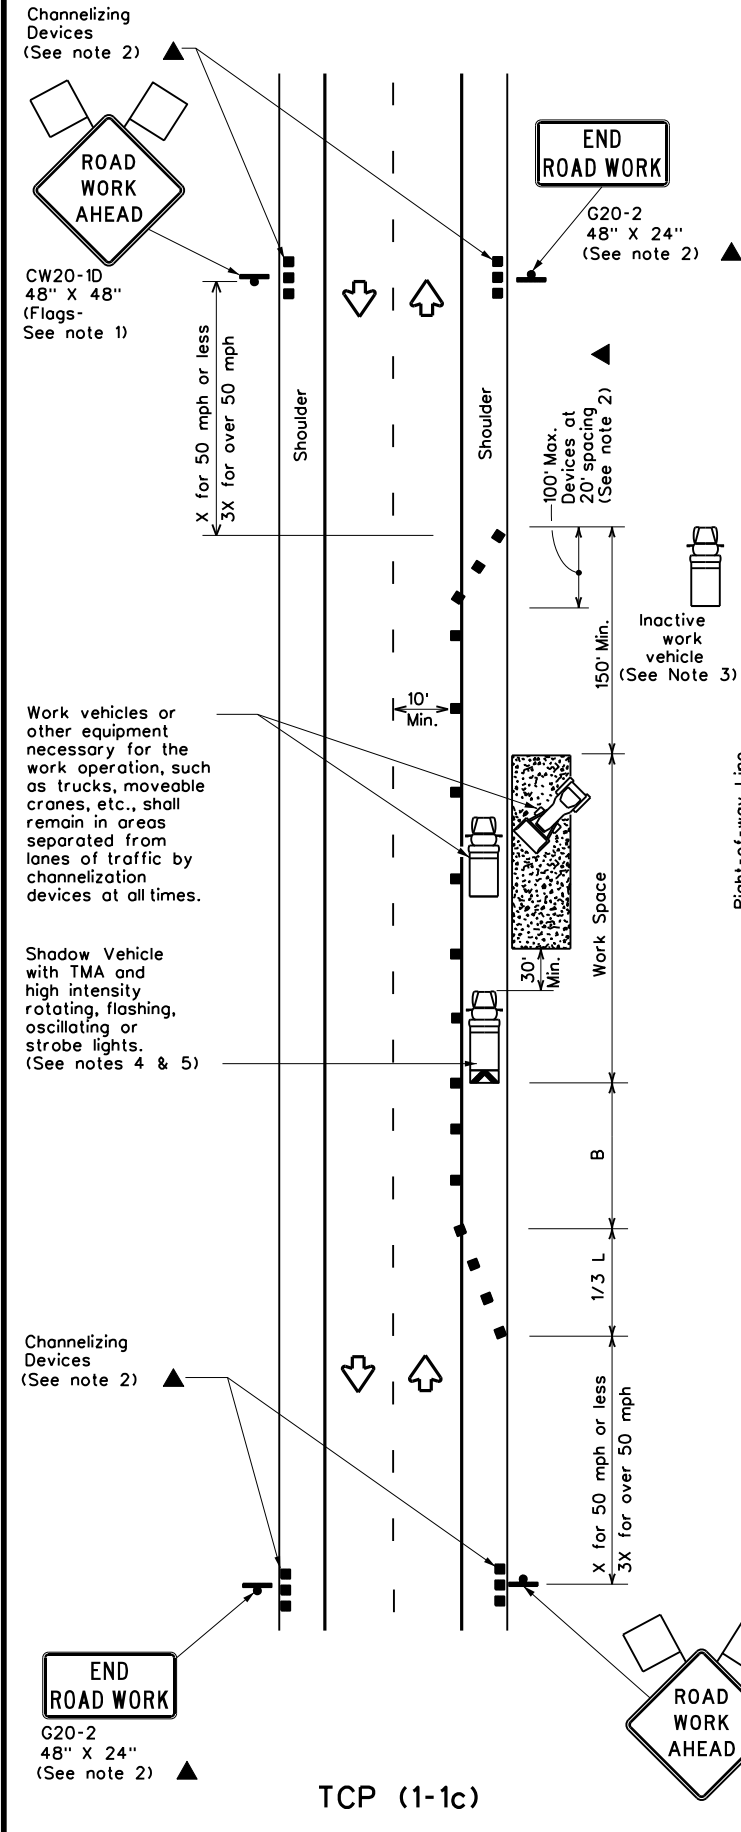 Channelizing
Devices
(See note 2)
ROAD
WORK
AHEAD
CW20-1D
48" X 48"
(Flags-
See note 1)
END
ROAD WORK
G20-2
48" X 24"
(See note 2)
X for 50 mph or less
3X for over 50 mph
Shoulder
Shoulder
100' Max.
Devices at
20' spacing
(See note 2)
Inactive
work
vehicle
(See Note 3)
150' Min.
10'
Min.
Work vehicles or
other equipment
necessary for the
work operation, such
as trucks, moveable
cranes, etc., shall
remain in areas
separated from
lanes of traffic by
channelization
devices at all times.
Right-of-way Line
Work Space
30'
Min.
Shadow Vehicle
with TMA and
high intensity
rotating, flashing,
oscillating or
strobe lights.
(See notes 4 & 5)
B
1/3 L
Channelizing
Devices
(See note 2)
X for 50 mph or less
3X for over 50 mph
END
ROAD WORK
G20-2
48" X 24"
(See note 2)
ROAD
WORK
AHEAD
TCP (1-1c)